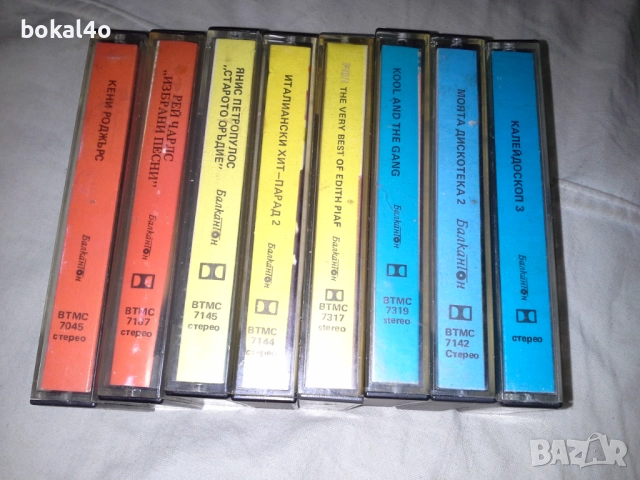 bokal4o
КЕНИ РОДЖЪРС
Балкантон
BTMC
7045
стерео
РЕЙ ЧАРЛС
„ИЗБРАНИ ПЕСНИ”
Балкантон
BTMC
стерео
ЯНИС ПЕТРОПУЛОС
„СТАРОТО ОРЪДИЕ”
Балкантон
BTMC
7145
стерео
ИТАЛИАНСКИ ХИТ–ПАРАД 2
Балкантон
BTMC
7144
стерео
THE VERY BEST OF EDITH PIAF
Балкантон
BTMC
7317
stereo
KOOL AND THE GANG
Балкантон
BTMC
7319
stereo
МОЯТА ДИСКОТЕКА 2
Балкантон
BTMC
7142
Стерео
КАЛЕЙДОСКОП 3
Балкантон
стерео
BAZAR